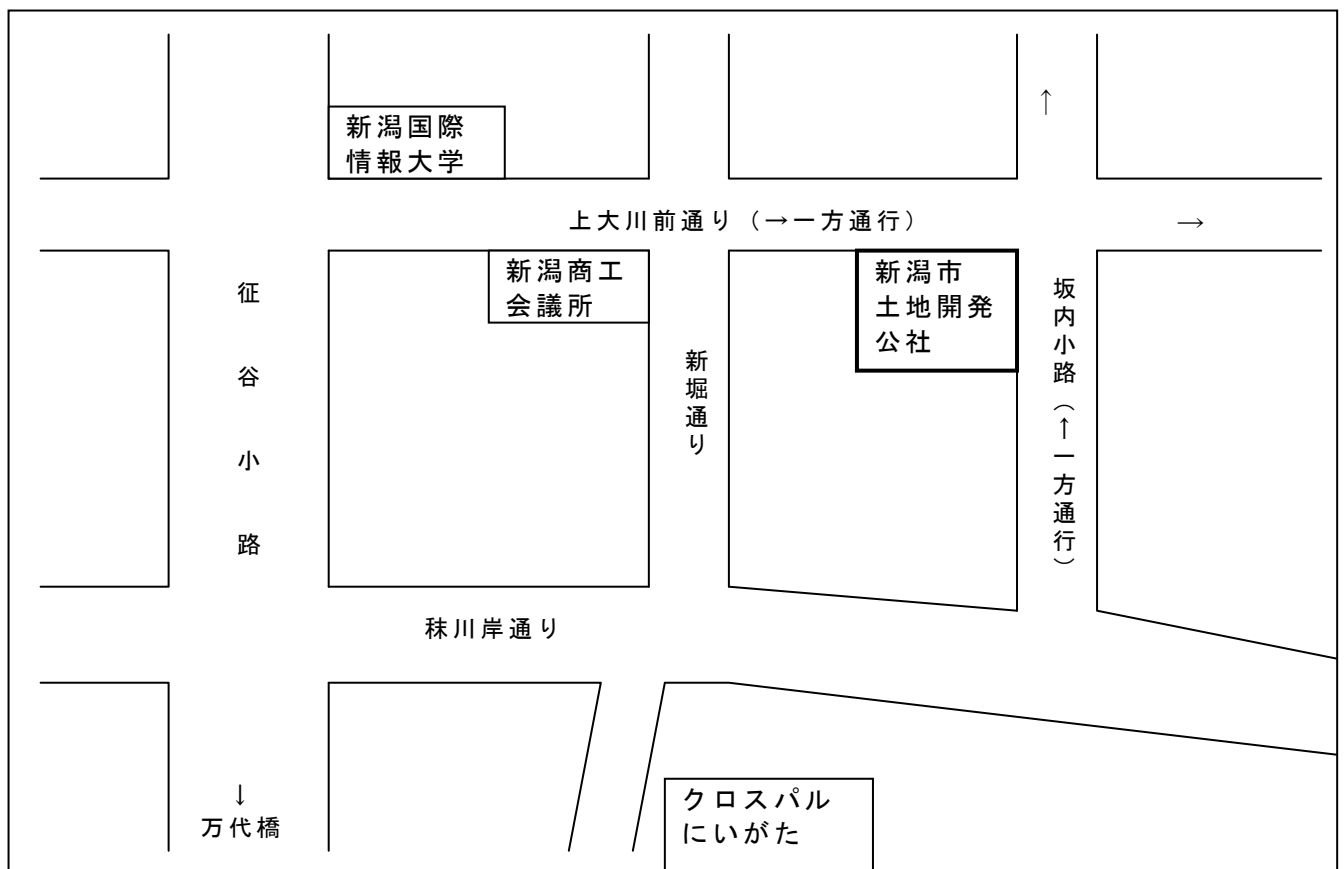 ↑
新潟国際
情報大学
上大川前通り（→一方通行）
→
新潟商工
会議所
新潟市
土地開発
公社
征谷小路
新堀通り
坂内小路（↑一方通行）
秣川岸通り
↓
万代橋
クロスパル
にいがた